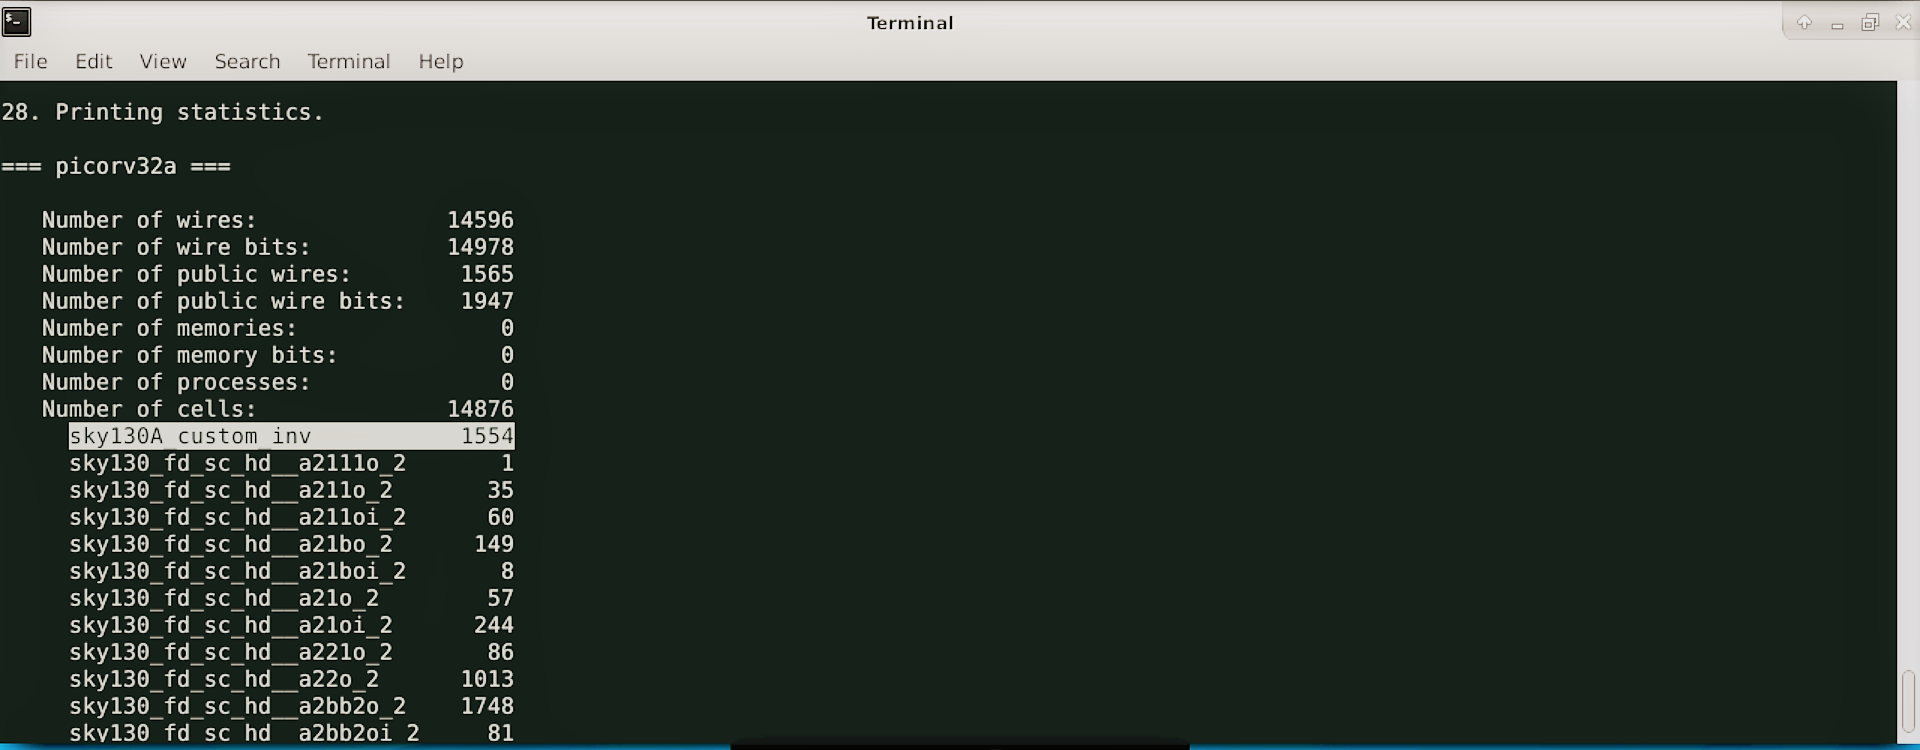 Terminal
File Edit View Search Terminal Help
28. Printing statistics.
=== picorv32a ===
Number of wires: 14596
Number of wire bits: 14978
Number of public wires: 1565
Number of public wire bits: 1947
Number of memories: 0
Number of memory bits: 0
Number of processes: 0
Number of cells: 14876
sky130A_custom_inv 1554
sky130_fd_sc_hd__a2111o_2 1
sky130_fd_sc_hd__a211o_2 35
sky130_fd_sc_hd__a211oi_2 60
sky130_fd_sc_hd__a21bo_2 149
sky130_fd_sc_hd__a21boi_2 8
sky130_fd_sc_hd__a21o_2 57
sky130_fd_sc_hd__a21oi_2 244
sky130_fd_sc_hd__a221o_2 86
sky130_fd_sc_hd__a22o_2 1013
sky130_fd_sc_hd__a2bb2o_2 1748
sky130_fd_sc_hd__a2bb2oi_2 81